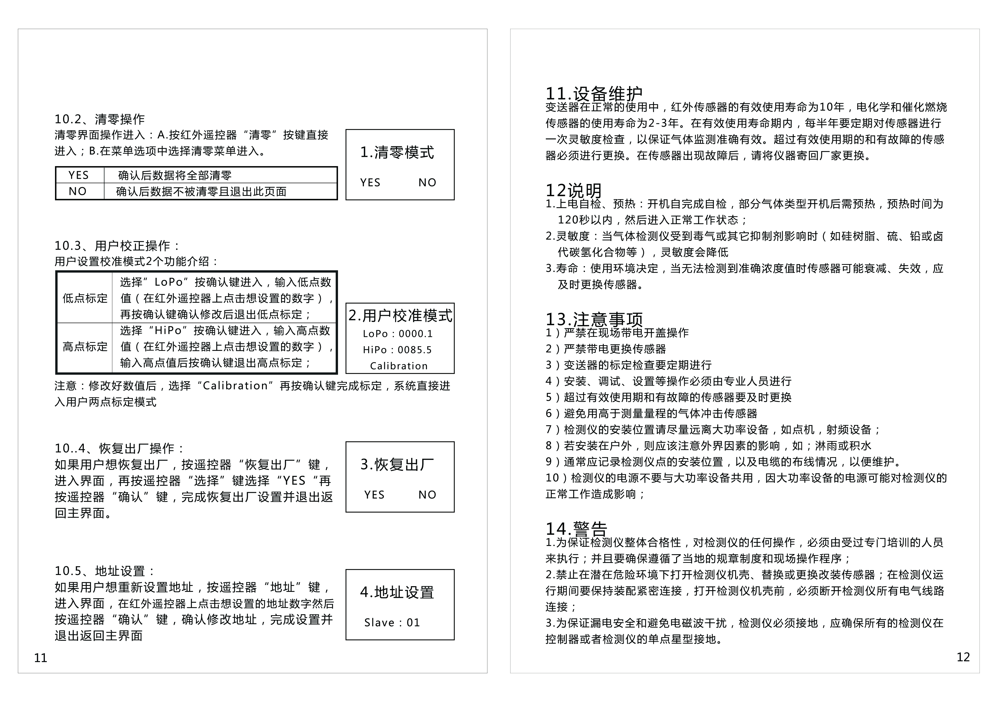 10.2、清零操作
清零界面操作进入：A.按红外遥控器“清零”按键直接
进入；B.在菜单选项中选择清零菜单进入。
YES 确认后数据将全部清零
NO 确认后数据不被清零且退出此页面
1.清零模式
YES NO
10.3、用户校正操作：
用户设置校准模式2个功能介绍：
低点标定
选择”LoPo”按确认键进入，输入低点数
值（在红外遥控器上点击想设置的数字），
再按确认键确认修改后退出低点标定；
高点标定
选择“HiPo”按确认键进入，输入高点数
值（在红外遥控器上点击想设置的数字），
输入高点值后按确认键退出高点标定；
2.用户校准模式
LoPo：0000.1
HiPo：0085.5
Calibration
注意：修改好数值后，选择“Calibration”再按确认键完成标定，系统直接进
入用户两点标定模式
10..4、恢复出厂操作：
如果用户想恢复出厂，按遥控器“恢复出厂”键，
进入界面，再按遥控器“选择”键选择“YES“再
按遥控器“确认”键，完成恢复出厂设置并退出返
回主界面。
3.恢复出厂
YES NO
10.5、地址设置：
如果用户想重新设置地址，按遥控器“地址”键，
进入界面，在红外遥控器上点击想设置的地址数字然后
按遥控器“确认”键，确认修改地址，完成设置并
退出返回主界面
4.地址设置
Slave：01
11
11.设备维护
变送器在正常的使用中，红外传感器的有效使用寿命为10年，电化学和催化燃烧
传感器的使用寿命为2-3年。在有效使用寿命期内，每半年要定期对传感器进行
一次灵敏度检查，以保证气体监测准确有效。超过有效使用期的和有故障的传感
器必须进行更换。在传感器出现故障后，请将仪器寄回厂家更换。
12说明
1.上电自检、预热：开机自完成自检，部分气体类型开机后需预热，预热时间为
120秒以内，然后进入正常工作状态；
2.灵敏度：当气体检测仪受到毒气或其它抑制剂影响时（如硅树脂、硫、铅或卤
代碳氢化合物等），灵敏度会降低
3.寿命：使用环境决定，当无法检测到准确浓度值时传感器可能衰减、失效，应
及时更换传感器。
13.注意事项
1）严禁在现场带电开盖操作
2）严禁带电更换传感器
3）变送器的标定检查要定期进行
4）安装、调试、设置等操作必须由专业人员进行
5）超过有效使用期和有故障的传感器要及时更换
6）避免用高于测量量程的气体冲击传感器
7）检测仪的安装位置请尽量远离大功率设备，如点机，射频设备；
8）若安装在户外，则应该注意外界因素的影响，如；淋雨或积水
9）通常应记录检测仪点的安装位置，以及电缆的布线情况，以便维护。
10）检测仪的电源不要与大功率设备共用，因大功率设备的电源可能对检测仪的
正常工作造成影响；
14.警告
1.为保证检测仪整体合格性，对检测仪的任何操作，必须由受过专门培训的人员
来执行；并且要确保遵循了当地的规章制度和现场操作程序；
2.禁止在潜在危险环境下打开检测仪机壳、替换或更换改装传感器；在检测仪运
行期间要保持装配紧密连接，打开检测仪机壳前，必须断开检测仪所有电气线路
连接；
3.为保证漏电安全和避免电磁波干扰，检测仪必须接地，应确保所有的检测仪在
控制器或者检测仪的单点星型接地。
12